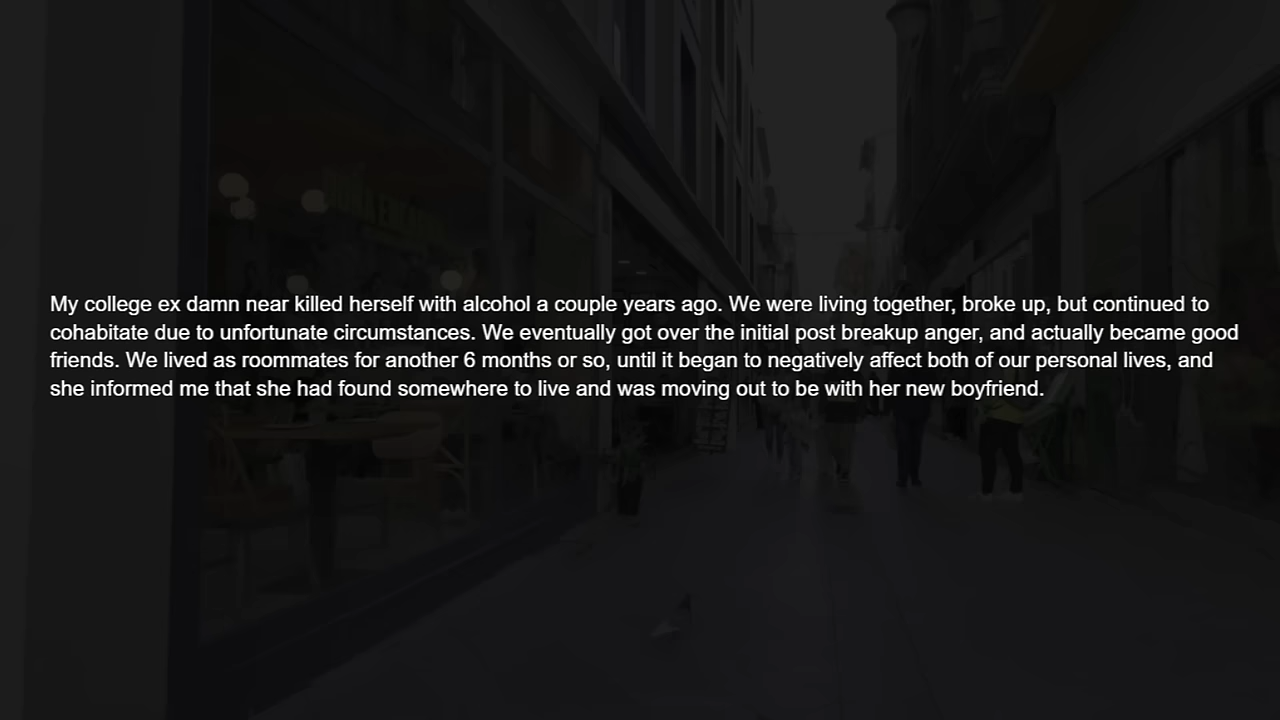 My college ex damn near killed herself with alcohol a couple years ago. We were living together, broke up, but continued to
cohabitate due to unfortunate circumstances. We eventually got over the initial post breakup anger, and actually became good
friends. We lived as roommates for another 6 months or so, until it began to negatively affect both of our personal lives, and
she informed me that she had found somewhere to live and was moving out to be with her new boyfriend.